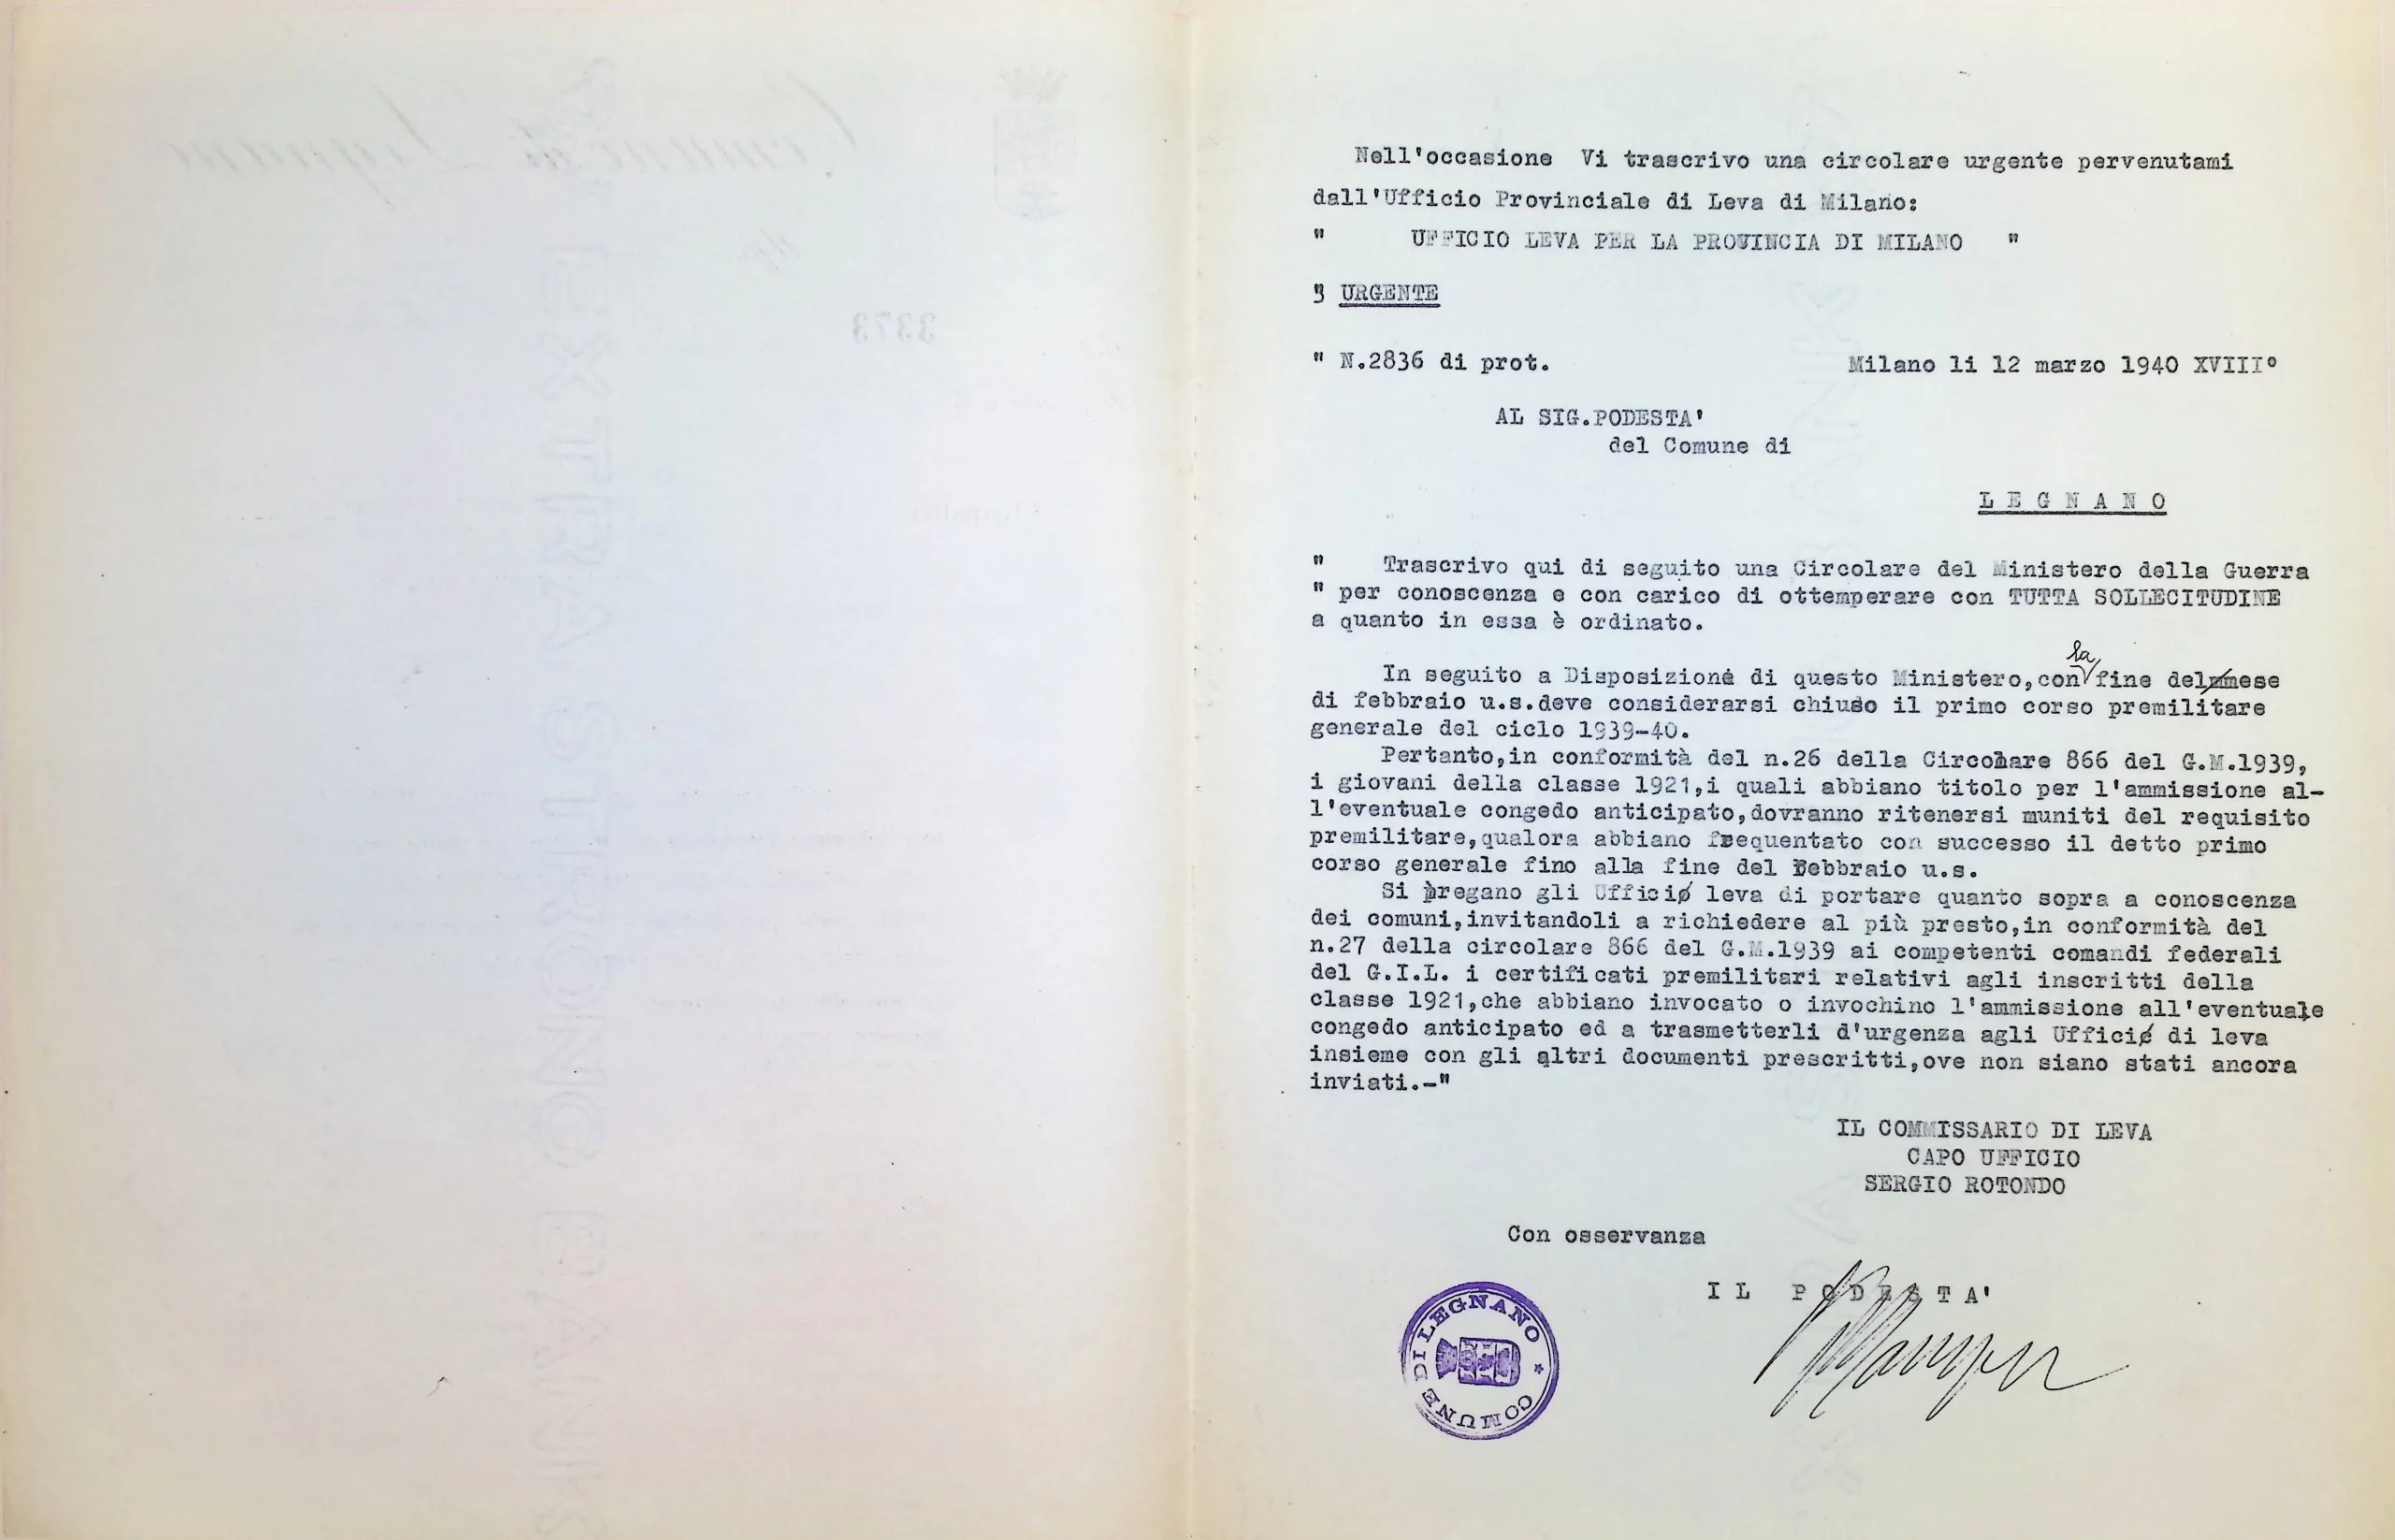 Comune di Legnano
3373
EXTRA STRONG
Nell'occasione Vi trascrivo una circolare urgente pervenutami
dall'Ufficio Provinciale di Leva di Milano:
" UFFICIO LEVA PER LA PROVINCIA DI MILANO "
" URGENTE
" N.2836 di prot. Milano li 12 marzo 1940 XVIII°
AL SIG.PODESTA'
del Comune di
L E G N A N O
" Trascrivo qui di seguito una Circolare del Ministero della Guerra
" per conoscenza e con carico di ottemperare con TUTTA SOLLECITUDINE
a quanto in essa è ordinato.
In seguito a Disposizione di questo Ministero,con la fine del mese
di febbraio u.s.deve considerarsi chiuso il primo corso premilitare
generale del ciclo 1939-40.
Pertanto,in conformità del n.26 della Circolare 866 del G.M.1939,
i giovani della classe 1921,i quali abbiano titolo per l'ammissione al-
l'eventuale congedo anticipato,dovranno ritenersi muniti del requisito
premilitare,qualora abbiano frequentato con successo il detto primo
corso generale fino alla fine del Febbraio u.s.
Si pregano gli Uffici leva di portare quanto sopra a conoscenza
dei comuni,invitandoli a richiedere al più presto,in conformità del
n.27 della circolare 866 del G.M.1939 ai competenti comandi federali
del G.I.L. i certificati premilitari relativi agli inscritti della
classe 1921,che abbiano invocato o invochino l'ammissione all'eventuale
congedo anticipato ed a trasmetterli d'urgenza agli Uffici di leva
insieme con gli altri documenti prescritti,ove non siano stati ancora
inviati.-"
IL COMMISSARIO DI LEVA
CAPO UFFICIO
SERGIO ROTONDO
Con osservanza
I L P O D E S T A'
COMUNE DI LEGNANO *